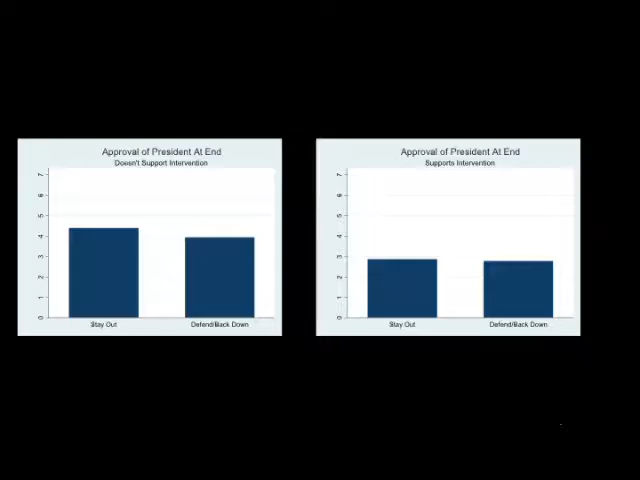 Approval of President At End
Doesn't Support Intervention
7
6
5
4
3
2
1
0
Stay Out Defend/Back Down
Approval of President At End
Supports Intervention
7
6
5
4
3
2
1
0
Stay Out Defend/Back Down